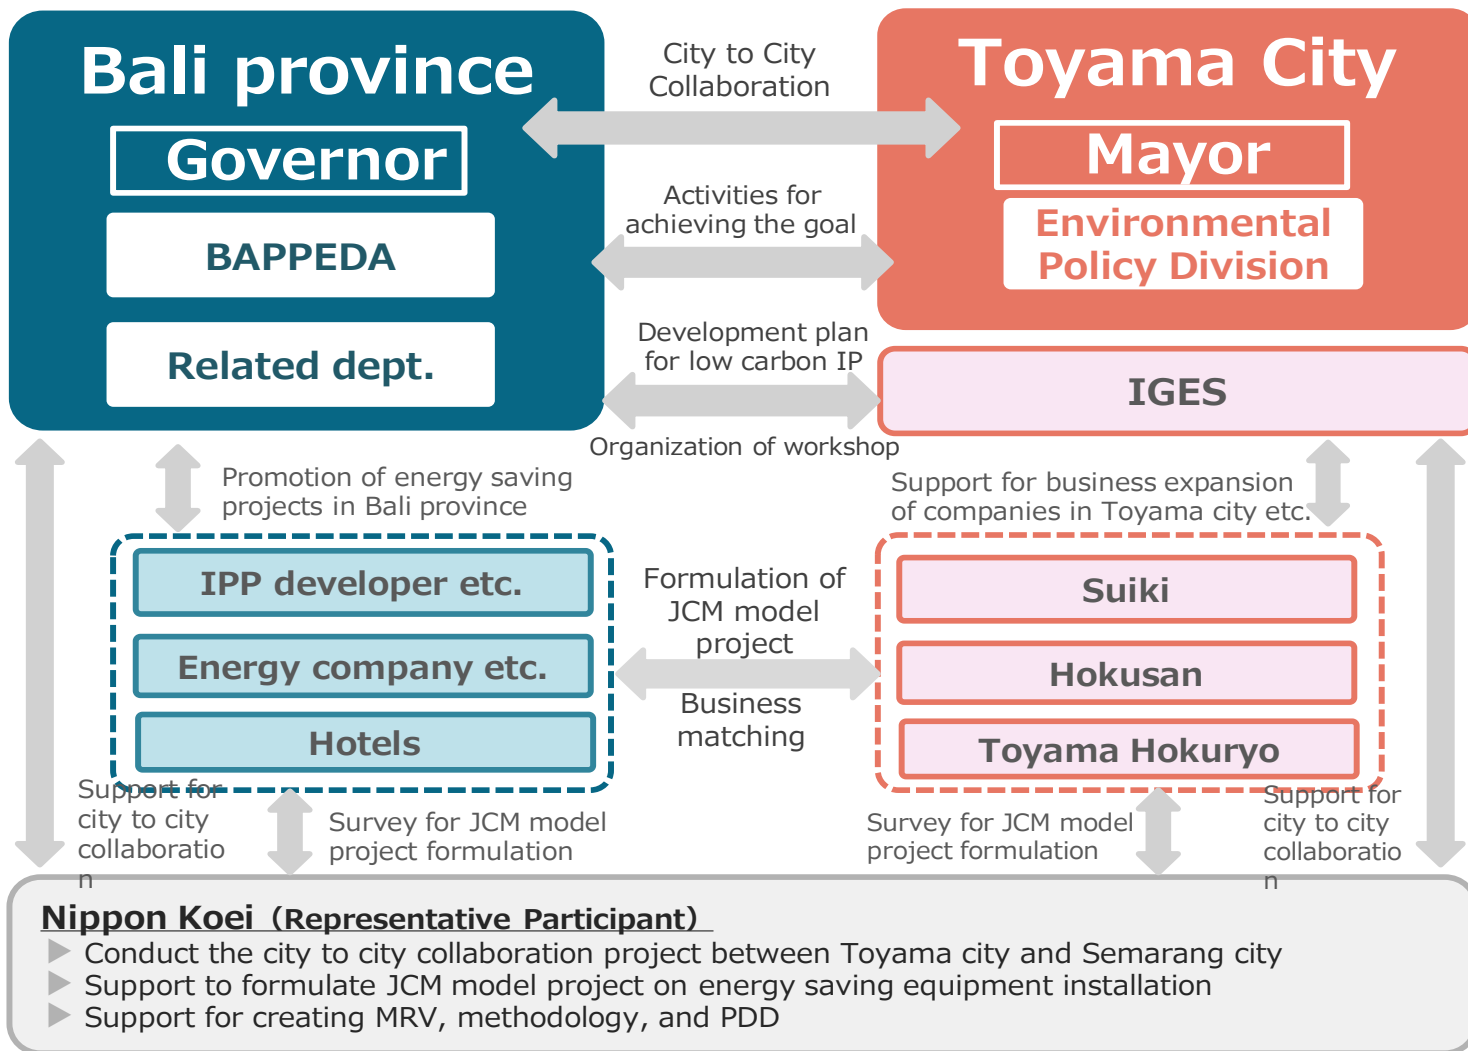 Bali province
Governor
BAPPEDA
Related dept.
City to City
Collaboration
Activities for
achieving the goal
Development plan
for low carbon IP
Organization of workshop
Toyama City
Mayor
Environmental
Policy Division
IGES
Promotion of energy saving
projects in Bali province
Support for business expansion
of companies in Toyama city etc.
IPP developer etc.
Energy company etc.
Hotels
Formulation of
JCM model
project
Business
matching
Suiki
Hokusan
Toyama Hokuryo
Support for
city to city
collaboratio
n
Survey for JCM model
project formulation
Survey for JCM model
project formulation
Support for
city to city
collaboratio
n
Nippon Koei（Representative Participant）
▶ Conduct the city to city collaboration project between Toyama city and Semarang city
▶ Support to formulate JCM model project on energy saving equipment installation
▶ Support for creating MRV, methodology, and PDD